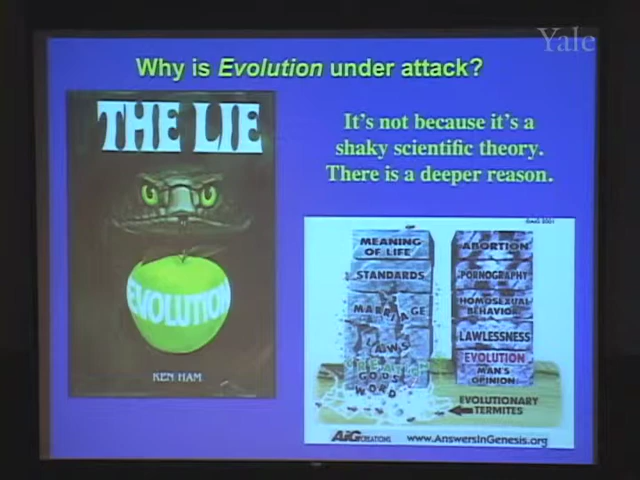 Yale
Why is Evolution under attack?
THE LIE
EVOLUTION
KEN HAM
It's not because it's a
shaky scientific theory.
There is a deeper reason.
MEANING
OF LIFE
STANDARDS
MARRIAGE
LAWS
GOD'S
WORD
ABORTION
PORNOGRAPHY
HOMOSEXUAL
BEHAVIOR
LAWLESSNESS
EVOLUTION
MAN'S
OPINION
EVOLUTIONARY
TERMITES
AiG CREATIONS
www.AnswersInGenesis.org